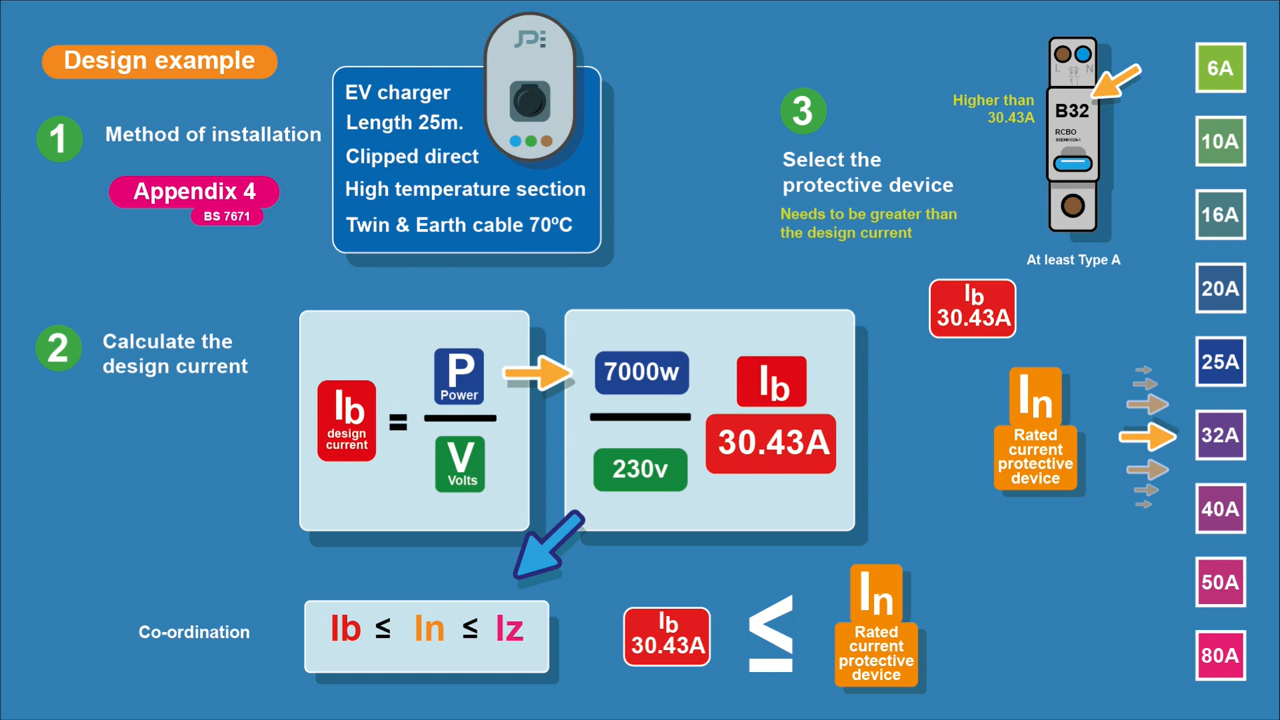 Design example
1
Method of installation
Appendix 4
BS 7671
JPE
EV charger
Length 25m.
Clipped direct
High temperature section
Twin & Earth cable 70ºC
2
Calculate the
design current
Ib
design
current
=
P
Power
V
Volts
7000w
230v
Ib
30.43A
Co-ordination
Ib ≤ In ≤ Iz
Ib
30.43A
≤
In
Rated
current
protective
device
3
Select the
protective device
Needs to be greater than
the design current
Higher than
30.43A
L N
B32
RCBO
At least Type A
Ib
30.43A
In
Rated
current
protective
device
6A
10A
16A
20A
25A
32A
40A
50A
80A